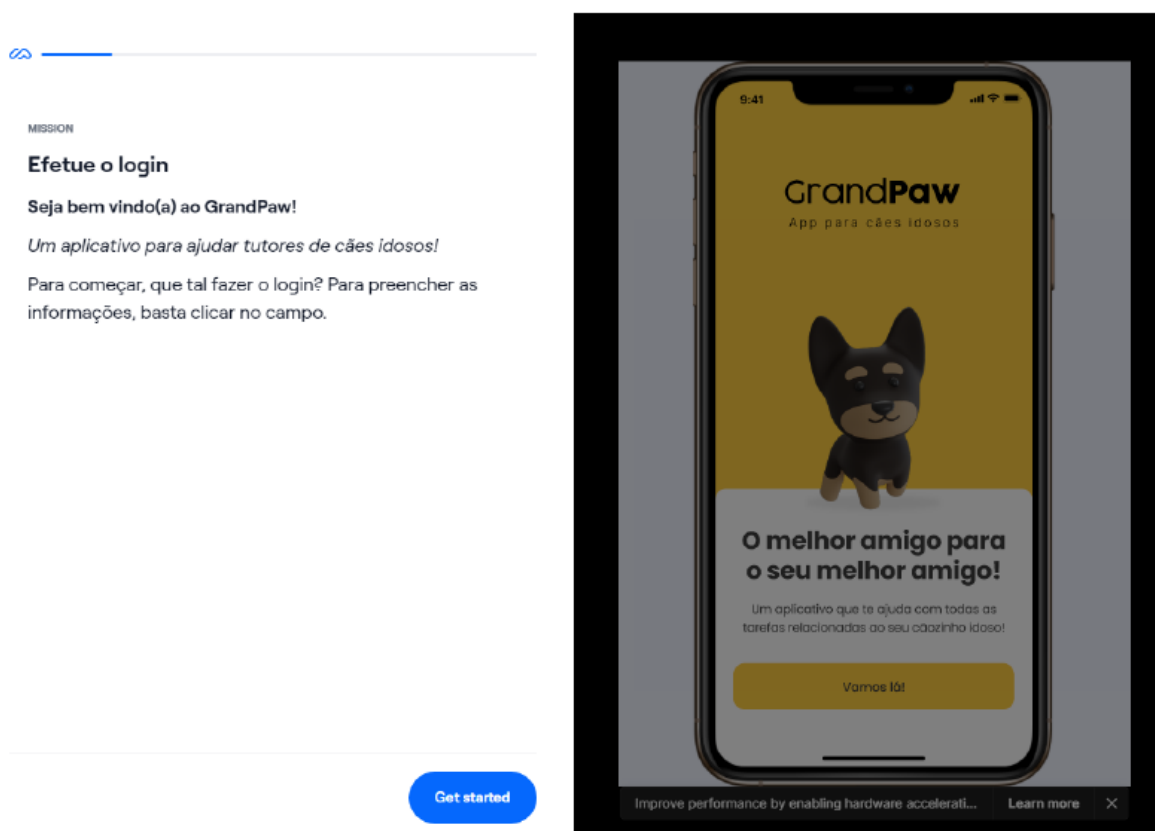 MISSION
Efetue o login
Seja bem vindo(a) ao GrandPaw!
Um aplicativo para ajudar tutores de cães idosos!
Para começar, que tal fazer o login? Para preencher as
informações, basta clicar no campo.
Get started
9:41
GrandPaw
App para cães idosos
O melhor amigo para
o seu melhor amigo!
Um aplicativo que te ajuda com todas as
tarefas relacionadas ao seu cãozinho idoso!
Vamos lá!
Improve performance by enabling hardware accelerati... Learn more